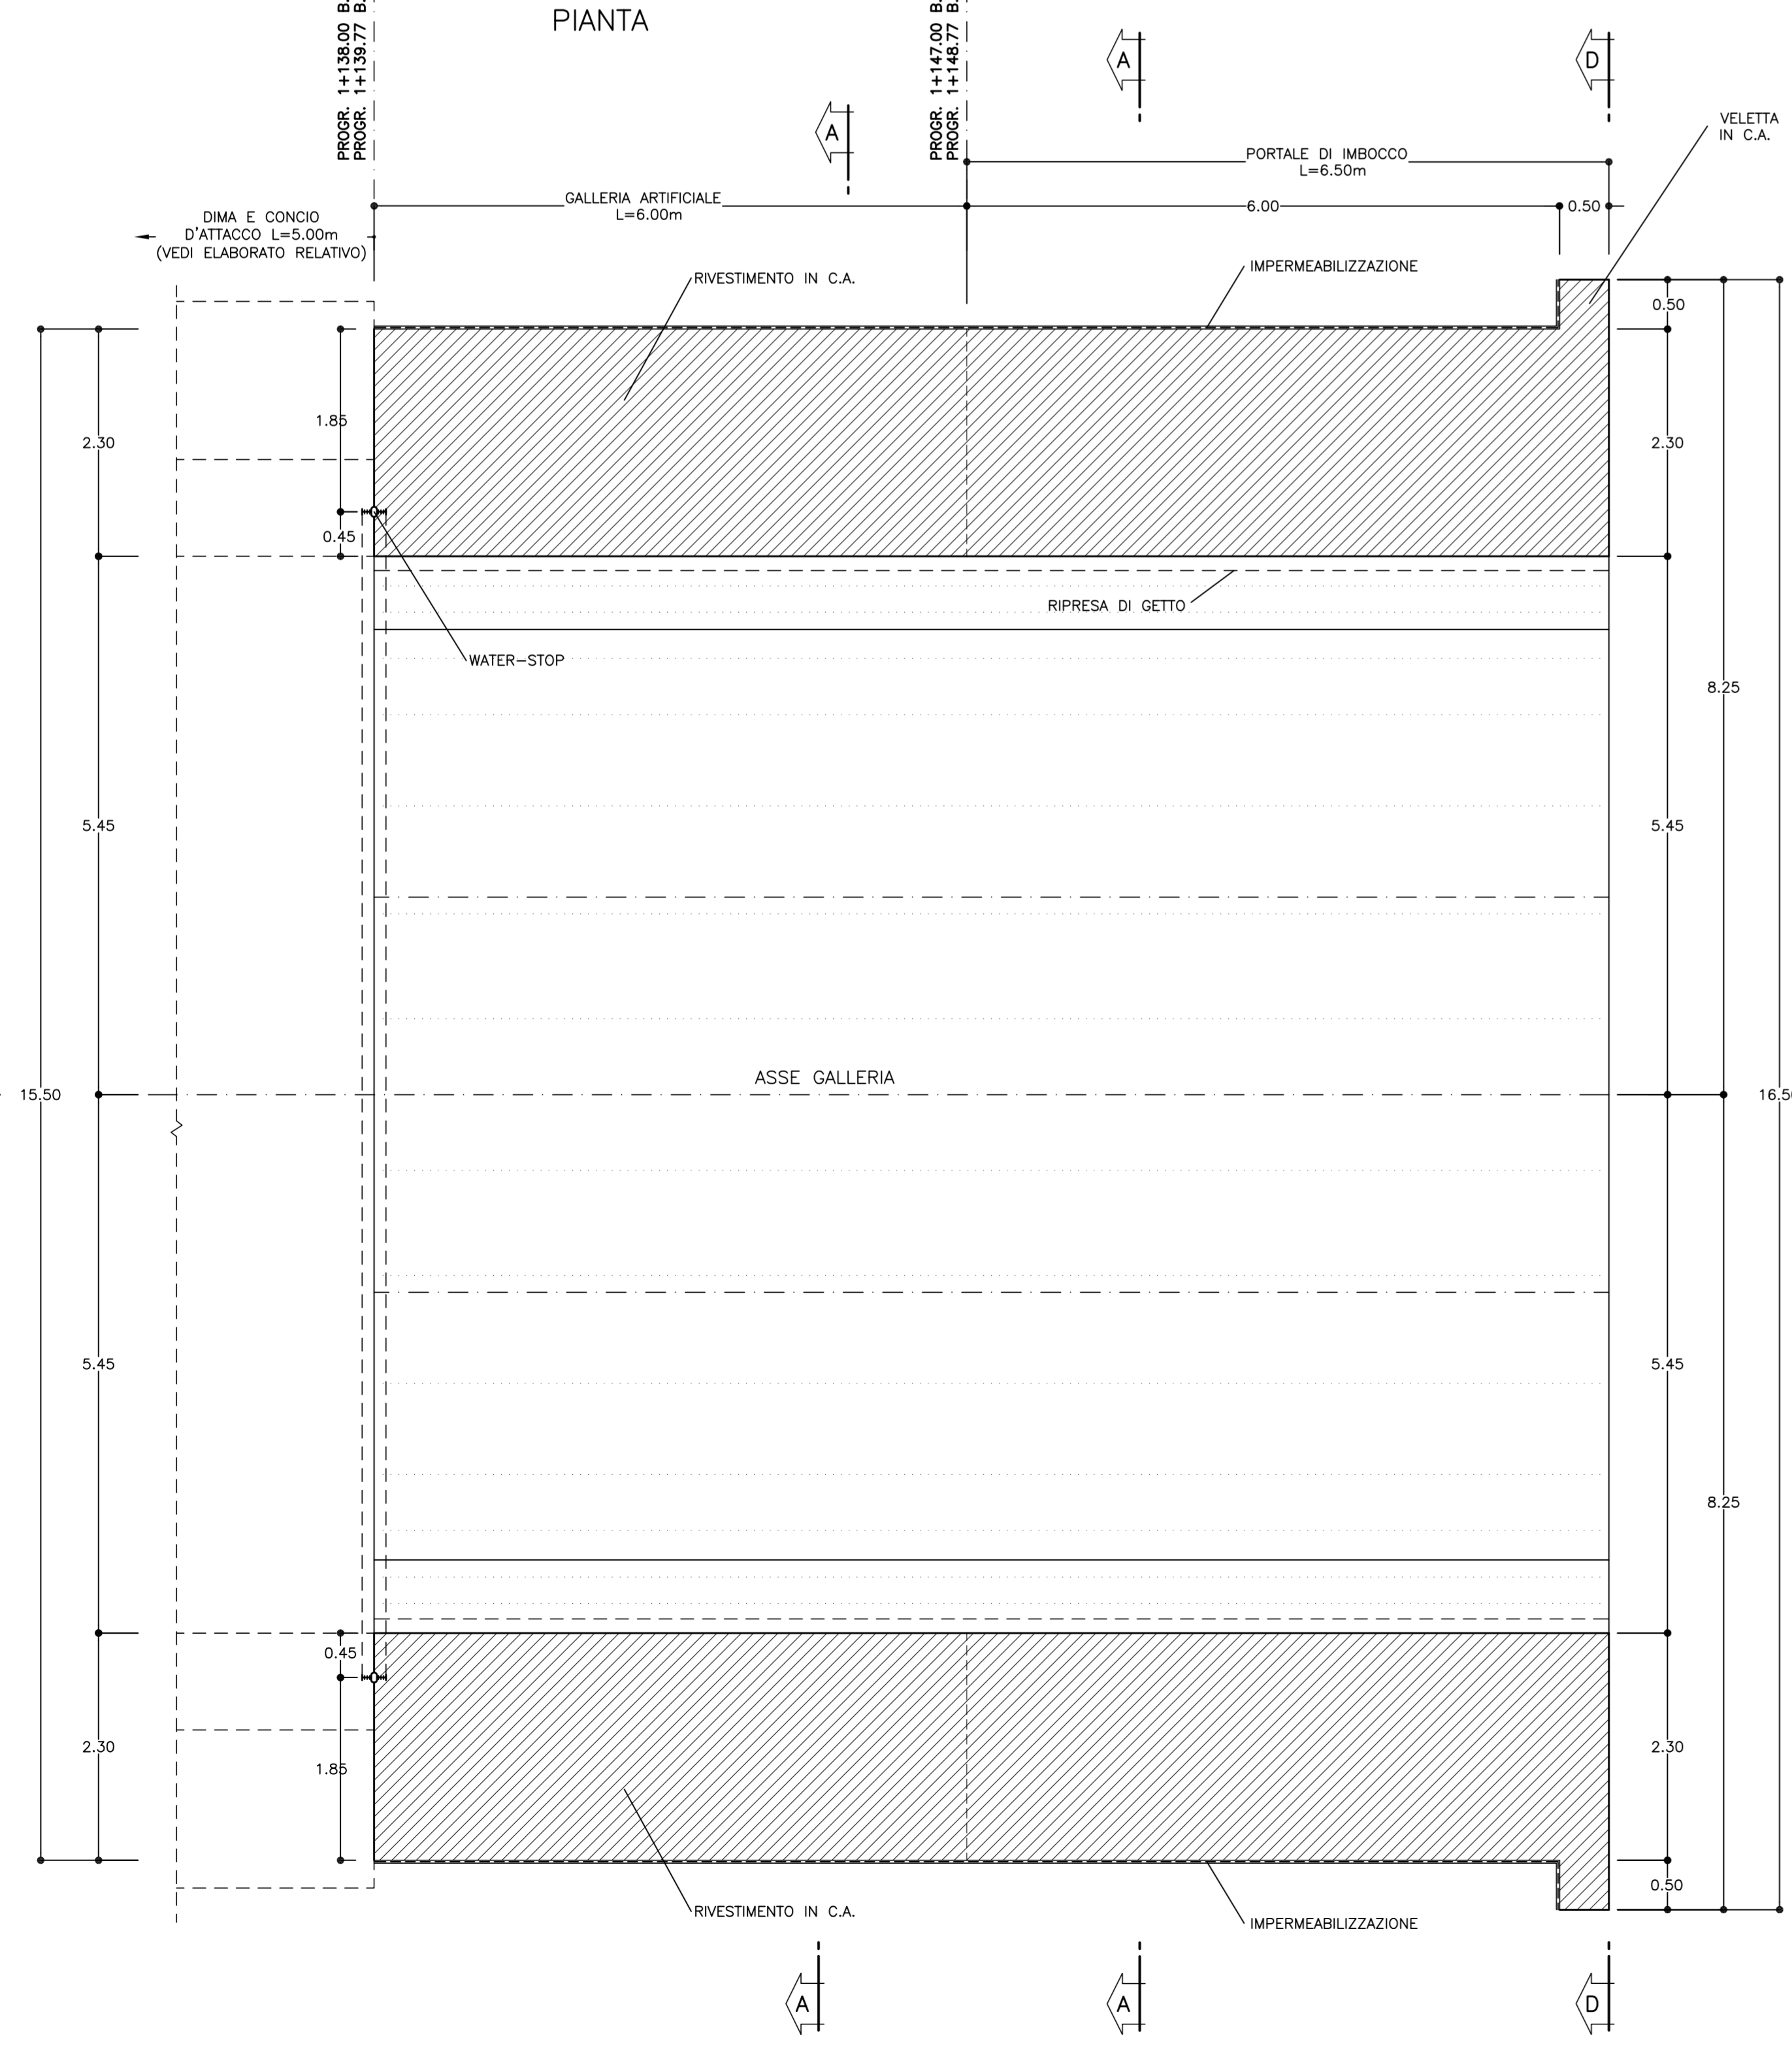 PIANTA
PROGR. 1+138.00 B.
PROGR. 1+139.77 B.
PROGR. 1+147.00 B.
PROGR. 1+148.77 B.
A
D
A
VELETTA
IN C.A.
PORTALE DI IMBOCCO
L=6.50m
GALLERIA ARTIFICIALE
L=6.00m
6.00
0.50
DIMA E CONCIO
D'ATTACCO L=5.00m
(VEDI ELABORATO RELATIVO)
RIVESTIMENTO IN C.A.
IMPERMEABILIZZAZIONE
0.50
1.85
2.30
2.30
0.45
RIPRESA DI GETTO
WATER-STOP
8.25
5.45
5.45
ASSE GALLERIA
15.50
16.50
5.45
5.45
8.25
0.45
2.30
2.30
1.85
0.50
RIVESTIMENTO IN C.A.
IMPERMEABILIZZAZIONE
A
A
D